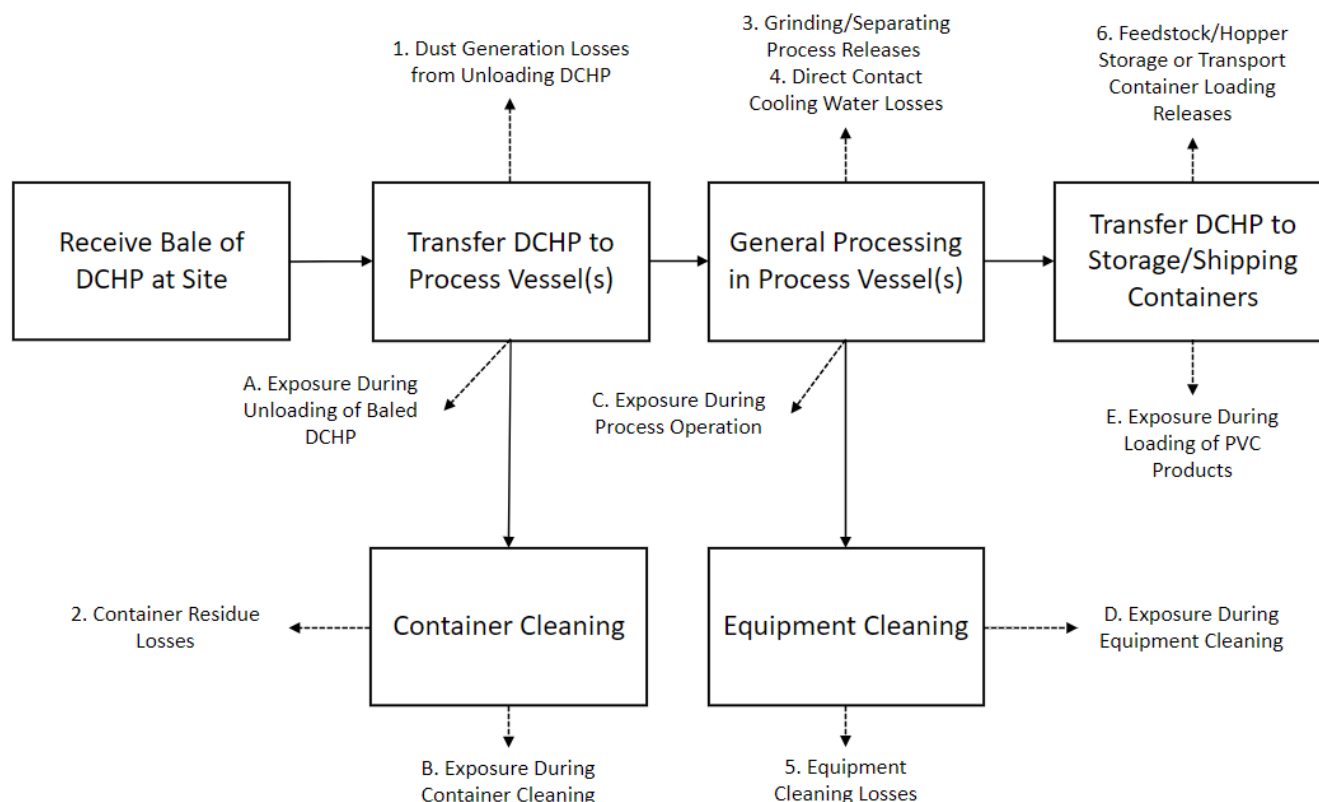 1. Dust Generation Losses
from Unloading DCHP
3. Grinding/Separating
Process Releases
4. Direct Contact
Cooling Water Losses
6. Feedstock/Hopper
Storage or Transport
Container Loading
Releases
Receive Bale of
DCHP at Site
Transfer DCHP to
Process Vessel(s)
General Processing
in Process Vessel(s)
Transfer DCHP to
Storage/Shipping
Containers
A. Exposure During
Unloading of Baled
DCHP
C. Exposure During
Process Operation
E. Exposure During
Loading of PVC
Products
2. Container Residue
Losses
Container Cleaning
Equipment Cleaning
D. Exposure During
Equipment Cleaning
B. Exposure During
Container Cleaning
5. Equipment
Cleaning Losses